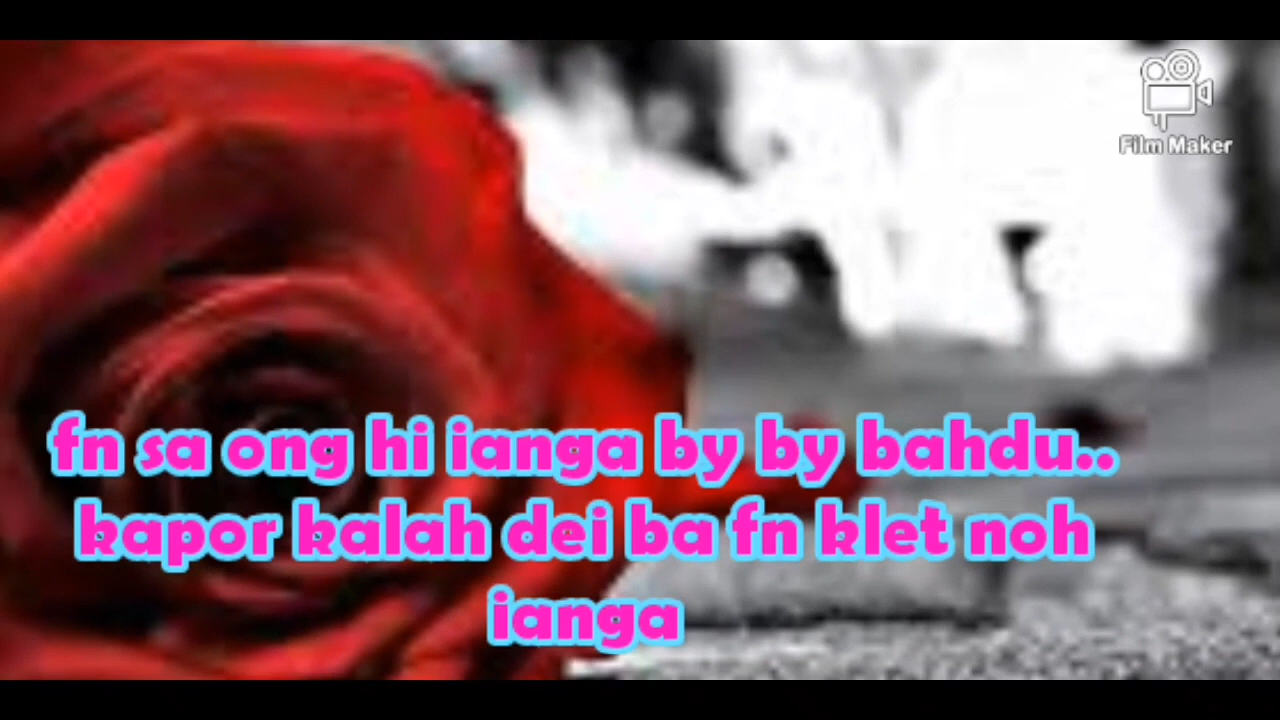 Film Maker
fn sa ong hi ianga by by bahdu..
kapor kalah dei ba fn klet noh
ianga